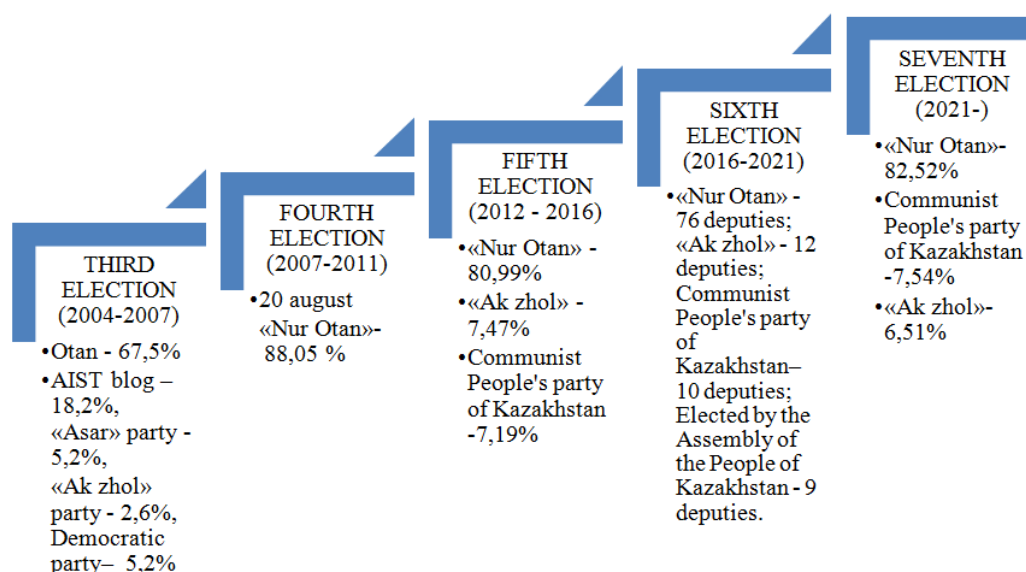 THIRD
ELECTION
(2004-2007)
•Otan - 67,5%
•AIST blog –
18,2%,
«Asar» party -
5,2%,
«Ak zhol»
party - 2,6%,
Democratic
party– 5,2%
FOURTH
ELECTION
(2007-2011)
•20 august
«Nur Otan»-
88,05 %
FIFTH
ELECTION
(2012 - 2016)
•«Nur Otan» -
80,99%
•«Ak zhol» -
7,47%
•Communist
People's party
of Kazakhstan
-7,19%
SIXTH
ELECTION
(2016-2021)
•«Nur Otan» -
76 deputies;
«Ak zhol» - 12
deputies;
Communist
People's party
of
Kazakhstan–
10 deputies;
Elected by the
Assembly of
the People of
Kazakhstan - 9
deputies.
SEVENTH
ELECTION
(2021-)
•«Nur Otan»-
82,52%
•Communist
People's party
of Kazakhstan
-7,54%
•«Ak zhol»-
6,51%